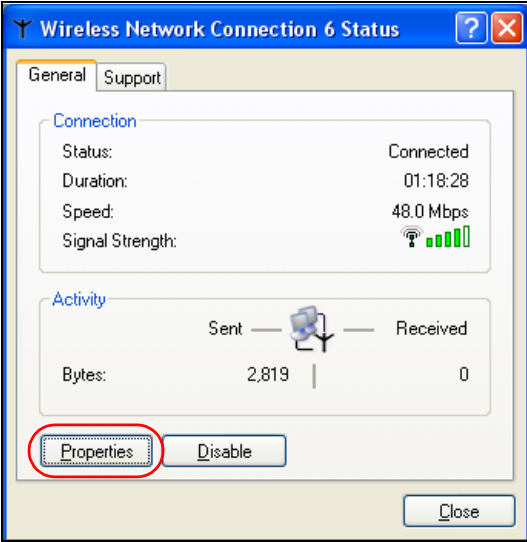 Wireless Network Connection 6 Status
General Support
Connection
Status: Connected
Duration: 01:18:28
Speed: 48.0 Mbps
Signal Strength:
Activity
Sent Received
Bytes: 2,819 0
Properties Disable
Close